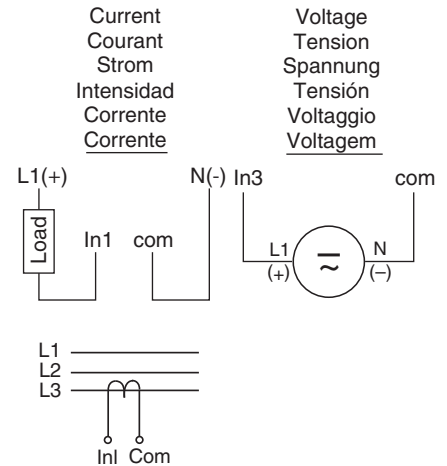 Current
Courant
Strom
Intensidad
Corrente
Corrente
Voltage
Tension
Spannung
Tensión
Voltaggio
Voltagem
L1(+)
N(-)
Load
In1
com
In3
com
L1
(+)
N
(–)
L1
L2
L3
Inl Com